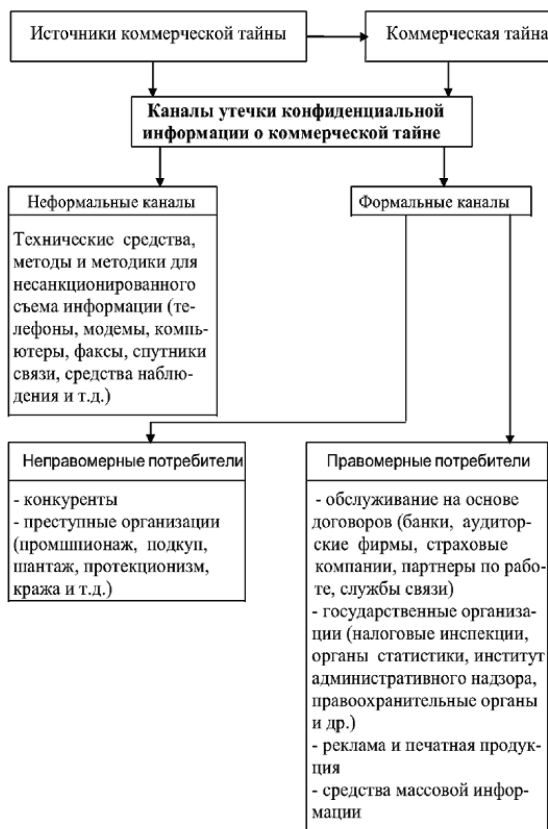 Источники коммерческой тайны
Коммерческая тайна
Каналы утечки конфиденциальной
информации о коммерческой тайне
Неформальные каналы
Технические средства,
методы и методики для
несанкционированного
съема информации (те-
лефоны, модемы, компь-
ютеры, факсы, спутники
связи, средства наблю-
дения и т.д.)
Формальные каналы
Неправомерные потребители
- конкуренты
- преступные организации
(промшпионаж, подкуп,
шантаж, протекционизм,
кража и т.д.)
Правомерные потребители
- обслуживание на основе
договоров (банки, аудитор-
ские фирмы, страховые
компании, партнеры по рабо-
те, службы связи)
- государственные организа-
ции (налоговые инспекции,
органы статистики, институт
административного надзора,
правоохранительные органы
и др.)
- реклама и печатная продук-
ция
- средства массовой инфор-
мации